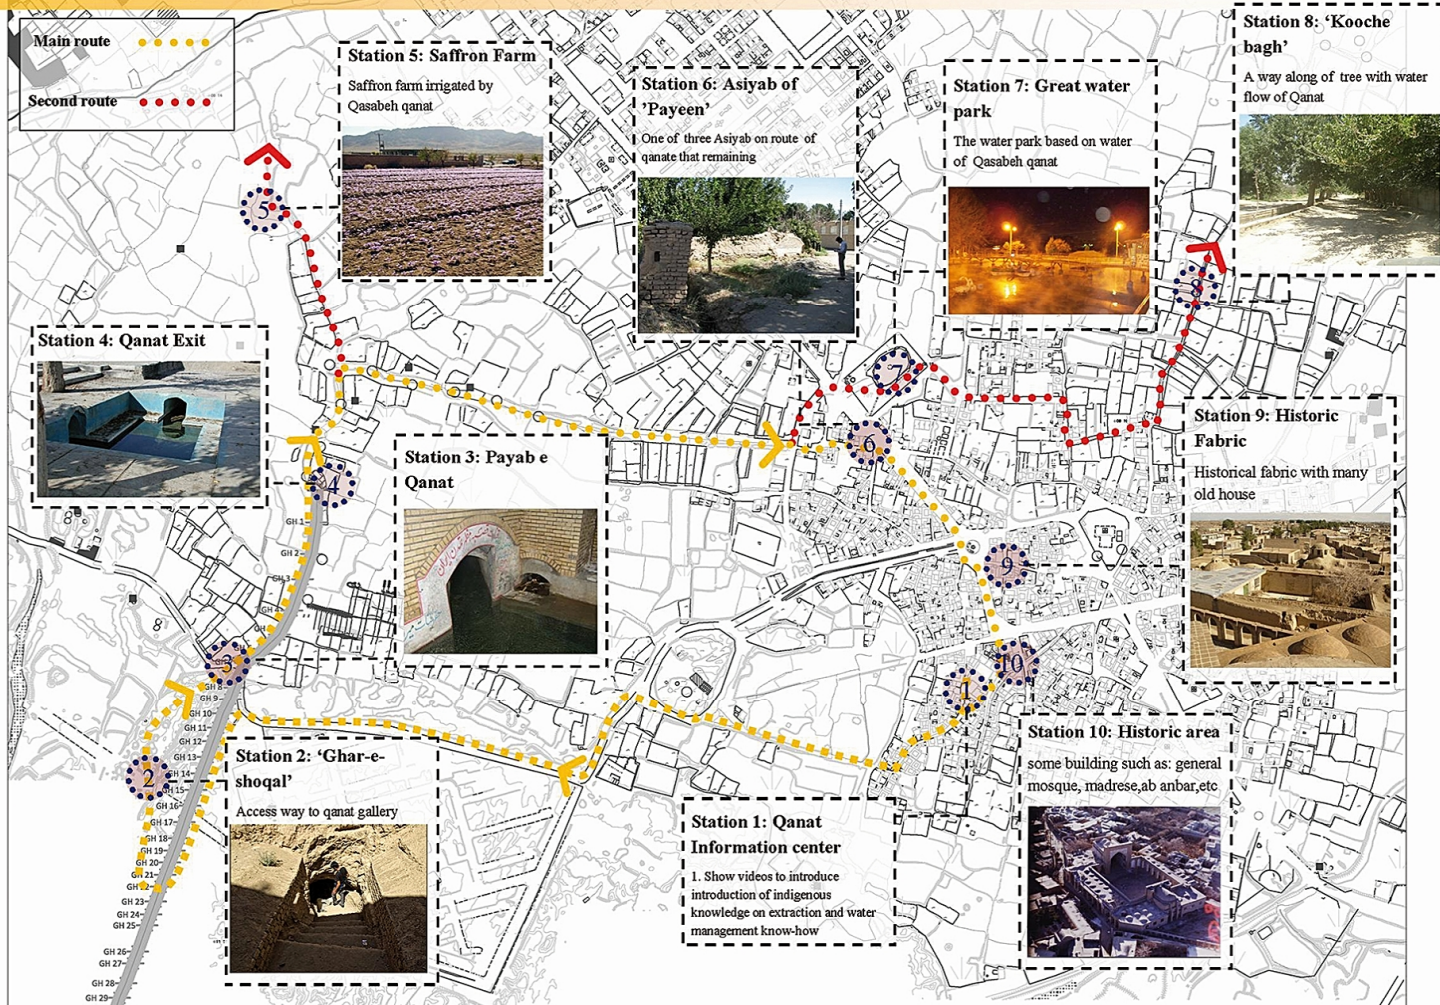 Main route
Second route
Station 5: Saffron Farm
Saffron farm irrigated by
Qasabeh qanat
Station 6: Asiyab of
’Payeen’
One of three Asiyab on route of
qanate that remaining
Station 7: Great water
park
The water park based on water
of Qasabeh qanat
Station 8: ‘Kooche
bagh’
A way along of tree with water
flow of Qanat
5
8
7
6
Station 4: Qanat Exit
4
Station 3: Payab e
Qanat
Station 9: Historic
Fabric
Historical fabric with many
old house
9
10
1
3
2
GH 1
GH 2
GH 3
GH 4
GH 8
GH 9
GH 10
GH 11
GH 12
GH 13
GH 14
GH 15
GH 16
GH 17
GH 18
GH 19
GH 20
GH 21
GH 22
GH 23
GH 24
GH 25
GH 26
GH 27
GH 28
GH 29
Station 2: ‘Ghar-e-
shoqal’
Access way to qanat gallery
Station 1: Qanat
Information center
1. Show videos to introduce
introduction of indigenous
knowledge on extraction and water
management know-how
Station 10: Historic area
some building such as: general
mosque, madrese,ab anbar,etc